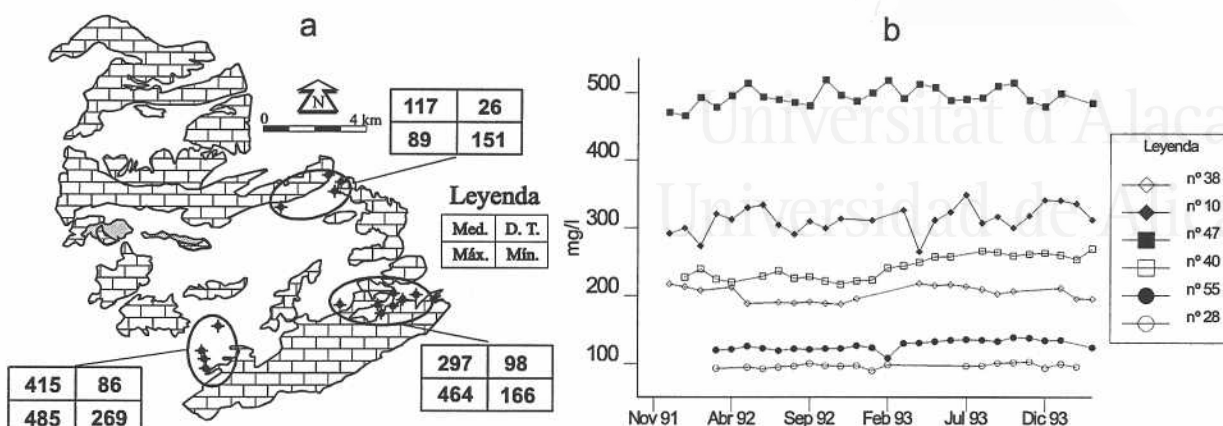 a
N
0 4 km
117 26
89 151
Leyenda
Med. D. T.
Máx. Mín.
415 86
485 269
297 98
464 166
b
mg/l
500
400
300
200
100
Nov 91 Abr 92 Sep 92 Feb 93 Jul 93 Dic 93
Leyenda
nº 38
nº 10
nº 47
nº 40
nº 55
nº 28
Universitat d'Alaca
Universidad de Alic